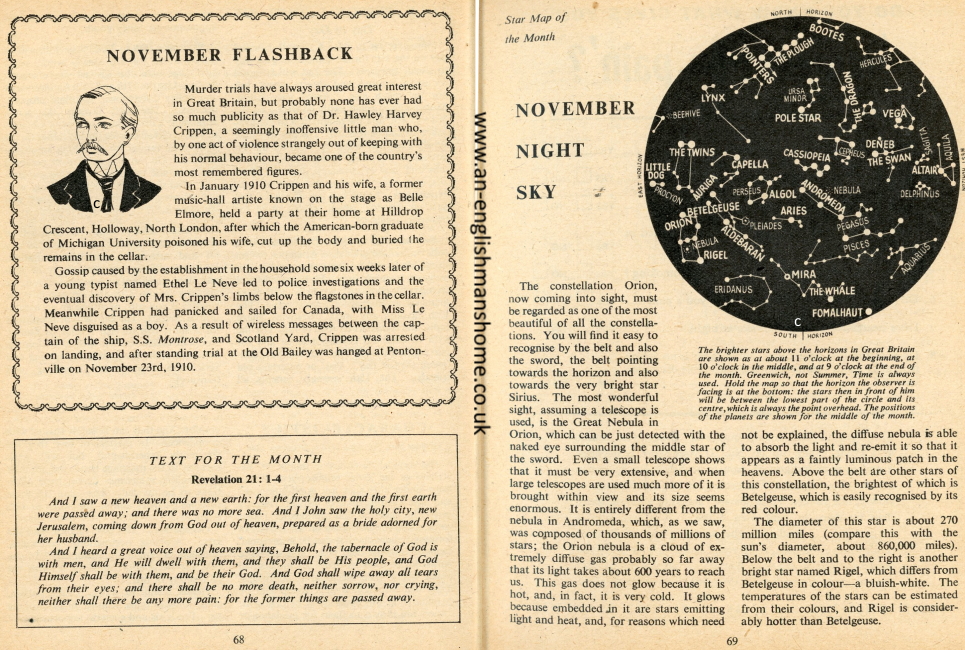 NOVEMBER FLASHBACK
Murder trials have always aroused great interest
in Great Britain, but probably none has ever had
so much publicity as that of Dr. Hawley Harvey
Crippen, a seemingly inoffensive little man who,
by one act of violence strangely out of keeping with
his normal behaviour, became one of the country's
most remembered figures.
In January 1910 Crippen and his wife, a former
music-hall artiste known on the stage as Belle
Elmore, held a party at their home at Hilldrop
Crescent, Holloway, North London, after which the American-born graduate
of Michigan University poisoned his wife, cut up the body and buried the
remains in the cellar.
Gossip caused by the establishment in the household some six weeks later of
a young typist named Ethel Le Neve led to police investigations and the
eventual discovery of Mrs. Crippen's limbs below the flagstones in the cellar.
Meanwhile Crippen had panicked and sailed for Canada, with Miss Le
Neve disguised as a boy. As a result of wireless messages between the cap-
tain of the ship, S.S. Montrose, and Scotland Yard, Crippen was arrested
on landing, and after standing trial at the Old Bailey was hanged at Penton-
ville on November 23rd, 1910.
C
TEXT FOR THE MONTH
Revelation 21: 1-4
And I saw a new heaven and a new earth: for the first heaven and the first earth
were passed away; and there was no more sea. And I John saw the holy city, new
Jerusalem, coming down from God out of heaven, prepared as a bride adorned for
her husband.
And I heard a great voice out of heaven saying, Behold, the tabernacle of God is
with men, and He will dwell with them, and they shall be His people, and God
Himself shall be with them, and be their God. And God shall wipe away all tears
from their eyes; and there shall be no more death, neither sorrow, nor crying,
neither shall there be any more pain: for the former things are passed away.
68
www.an-englishmanshome.co.uk
Star Map of
the Month
NOVEMBER
NIGHT
SKY
NORTH HORIZON
BOOTES
THE PLOUGH
POINTERS
HERCULES
LYNX
URSA
MINOR
THE DRAGON
BEEHIVE
POLE STAR
VEGA
SAGITTA
AQUILA
THE TWINS
CAPELLA
CASSIOPEIA
CEPHEUS
DENEB
THE SWAN
ALTAIR
EAST HORIZON
LITTLE
DOG
PROCYON
AURIGA
PERSEUS
ALGOL
ANDROMEDA
NEBULA
DELPHINUS
BETELGEUSE
ORION
PLEIADES
ARIES
PEGASUS
NEBULA
ALDEBARAN
PISCES
RIGEL
AQUARIUS
MIRA
ERIDANUS
THE WHALE
FOMALHAUT
C
SOUTH HORIZON
The brighter stars above the horizons in Great Britain
are shown as at about 11 o'clock at the beginning, at
10 o'clock in the middle, and at 9 o'clock at the end of
the month. Greenwich, not Summer, Time is always
used. Hold the map so that the horizon the observer is
facing is at the bottom: the stars then in front of him
will be between the lowest part of the circle and its
centre, which is always the point overhead. The positions
of the planets are shown for the middle of the month.
The constellation Orion,
now coming into sight, must
be regarded as one of the most
beautiful of all the constella-
tions. You will find it easy to
recognise by the belt and also
the sword, the belt pointing
towards the horizon and also
towards the very bright star
Sirius. The most wonderful
sight, assuming a telescope is
used, is the Great Nebula in
Orion, which can be just detected with the
naked eye surrounding the middle star of
the sword. Even a small telescope shows
that it must be very extensive, and when
large telescopes are used much more of it is
brought within view and its size seems
enormous. It is entirely different from the
nebula in Andromeda, which, as we saw,
was composed of thousands of millions of
stars; the Orion nebula is a cloud of ex-
tremely diffuse gas probably so far away
that its light takes about 600 years to reach
us. This gas does not glow because it is
hot, and, in fact, it is very cold. It glows
because embedded in it are stars emitting
light and heat, and, for reasons which need
not be explained, the diffuse nebula is able
to absorb the light and re-emit it so that it
appears as a faintly luminous patch in the
heavens. Above the belt are other stars of
this constellation, the brightest of which is
Betelgeuse, which is easily recognised by its
red colour.
The diameter of this star is about 270
million miles (compare this with the
sun's diameter, about 860,000 miles).
Below the belt and to the right is another
bright star named Rigel, which differs from
Betelgeuse in colour—a bluish-white. The
temperatures of the stars can be estimated
from their colours, and Rigel is consider-
ably hotter than Betelgeuse.
69